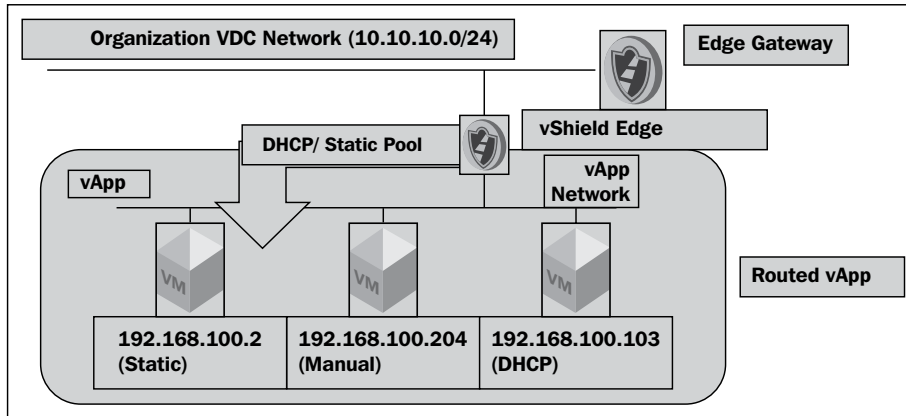 Organization VDC Network (10.10.10.0/24)
Edge Gateway
vShield Edge
DHCP/ Static Pool
vApp
vApp
Network
VM
VM
VM
Routed vApp
192.168.100.2
(Static)
192.168.100.204
(Manual)
192.168.100.103
(DHCP)